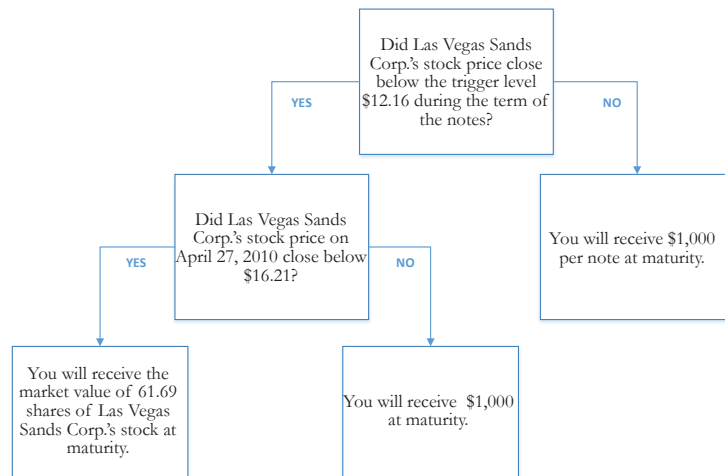 Did Las Vegas Sands
Corp.'s stock price close
below the trigger level
$12.16 during the term of
the notes?
YES
NO
Did Las Vegas Sands
Corp.'s stock price on
April 27, 2010 close below
$16.21?
You will receive $1,000
per note at maturity.
YES
NO
You will receive the
market value of 61.69
shares of Las Vegas
Sands Corp.'s stock at
maturity.
You will receive $1,000
at maturity.